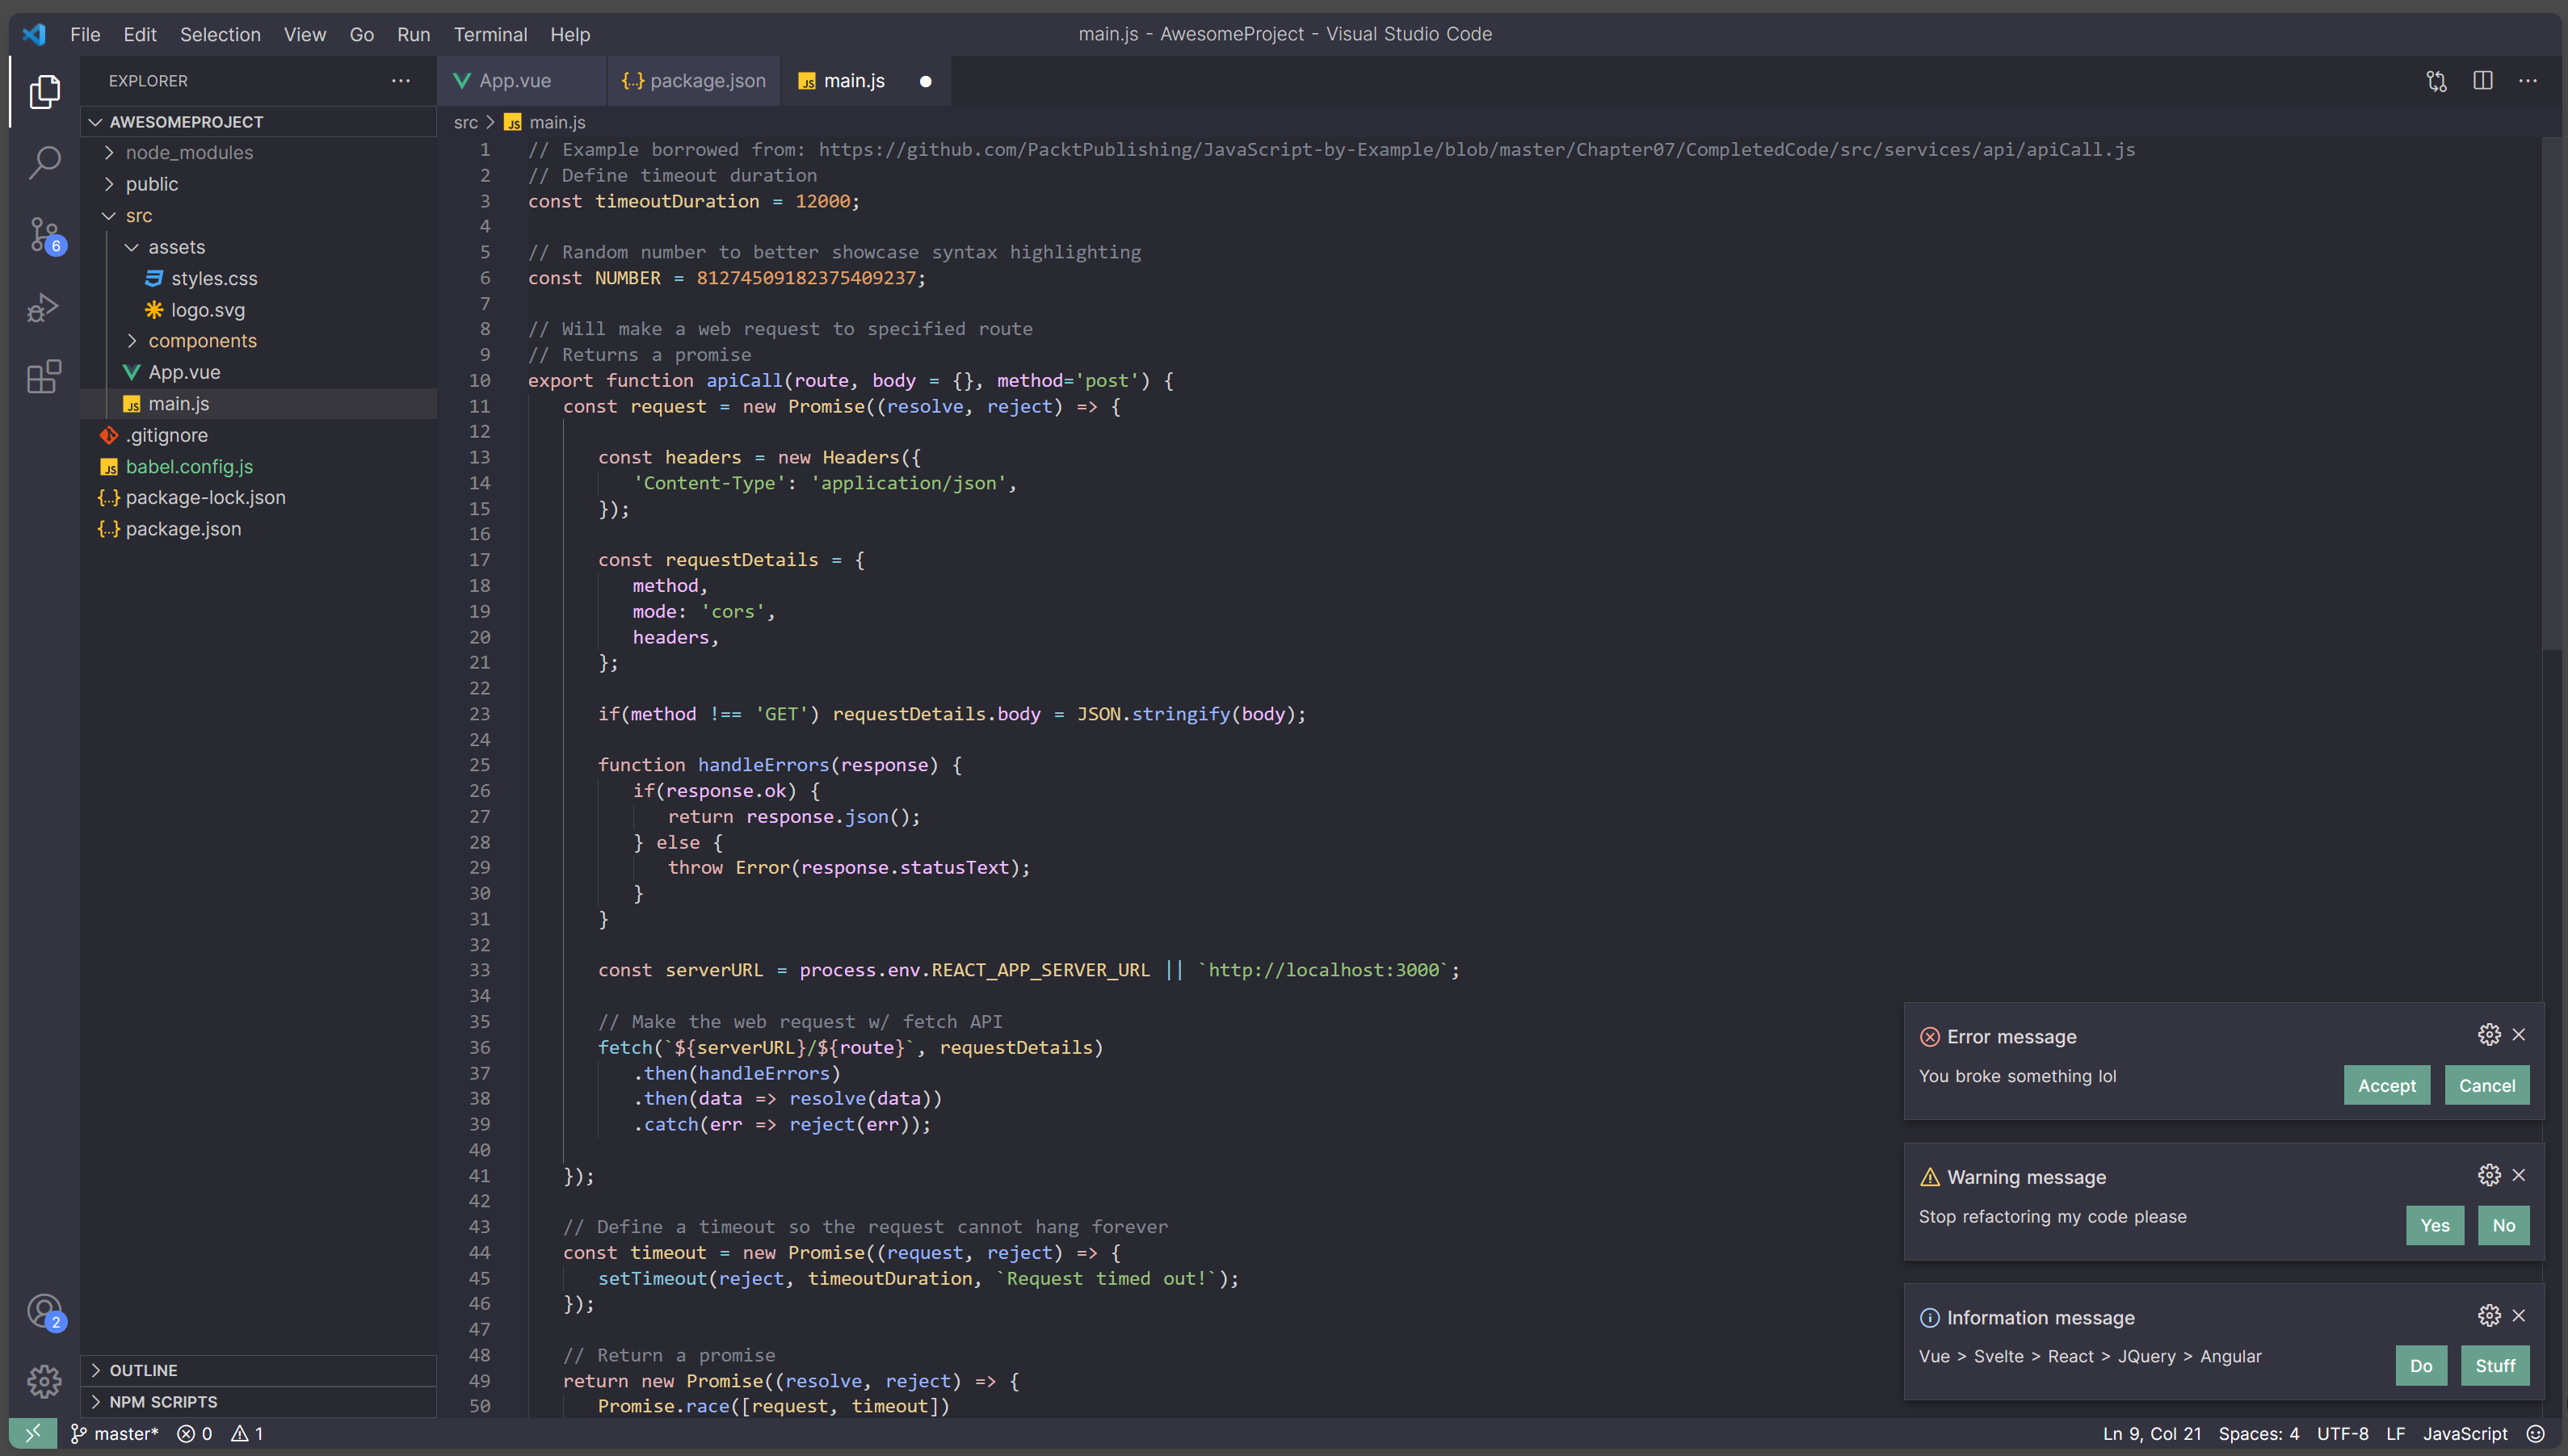 File Edit Selection View Go Run Terminal Help
main.js - AwesomeProject - Visual Studio Code
EXPLORER
AWESOMEPROJECT
node_modules
public
src
assets
styles.css
logo.svg
components
App.vue
JS main.js
.gitignore
JS babel.config.js
{..} package-lock.json
{..} package.json
OUTLINE
NPM SCRIPTS
6
2
App.vue
{..} package.json
JS main.js
src > JS main.js
1 // Example borrowed from: https://github.com/PacktPublishing/JavaScript-by-Example/blob/master/Chapter07/CompletedCode/src/services/api/apiCall.js
2 // Define timeout duration
3 const timeoutDuration = 12000;
4
5 // Random number to better showcase syntax highlighting
6 const NUMBER = 81274509182375409237;
7
8 // Will make a web request to specified route
9 // Returns a promise
10 export function apiCall(route, body = {}, method='post') {
11 const request = new Promise((resolve, reject) => {
12
13 const headers = new Headers({
14 'Content-Type': 'application/json',
15 });
16
17 const requestDetails = {
18 method,
19 mode: 'cors',
20 headers,
21 };
22
23 if(method !== 'GET') requestDetails.body = JSON.stringify(body);
24
25 function handleErrors(response) {
26 if(response.ok) {
27 return response.json();
28 } else {
29 throw Error(response.statusText);
30 }
31 }
32
33 const serverURL = process.env.REACT_APP_SERVER_URL || `http://localhost:3000`;
34
35 // Make the web request w/ fetch API
36 fetch(`${serverURL}/${route}`, requestDetails)
37 .then(handleErrors)
38 .then(data => resolve(data))
39 .catch(err => reject(err));
40
41 });
42
43 // Define a timeout so the request cannot hang forever
44 const timeout = new Promise((request, reject) => {
45 setTimeout(reject, timeoutDuration, `Request timed out!`);
46 });
47
48 // Return a promise
49 return new Promise((resolve, reject) => {
50 Promise.race([request, timeout])
Error message
You broke something lol
Accept Cancel
Warning message
Stop refactoring my code please
Yes No
Information message
Vue > Svelte > React > JQuery > Angular
Do Stuff
master* 0 1
Ln 9, Col 21 Spaces: 4 UTF-8 LF JavaScript